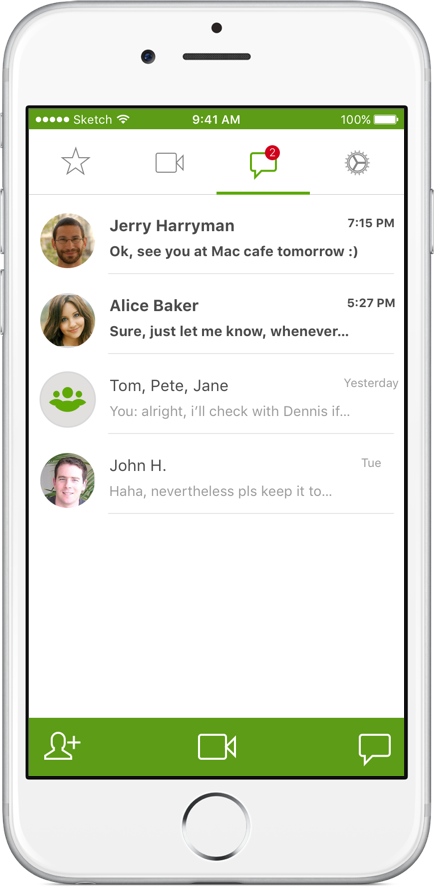 Sketch 9:41 AM 100%
2
Jerry Harryman 7:15 PM
Ok, see you at Mac cafe tomorrow :)
Alice Baker 5:27 PM
Sure, just let me know, whenever...
Tom, Pete, Jane Yesterday
You: alright, i’ll check with Dennis if...
John H. Tue
Haha, nevertheless pls keep it to...